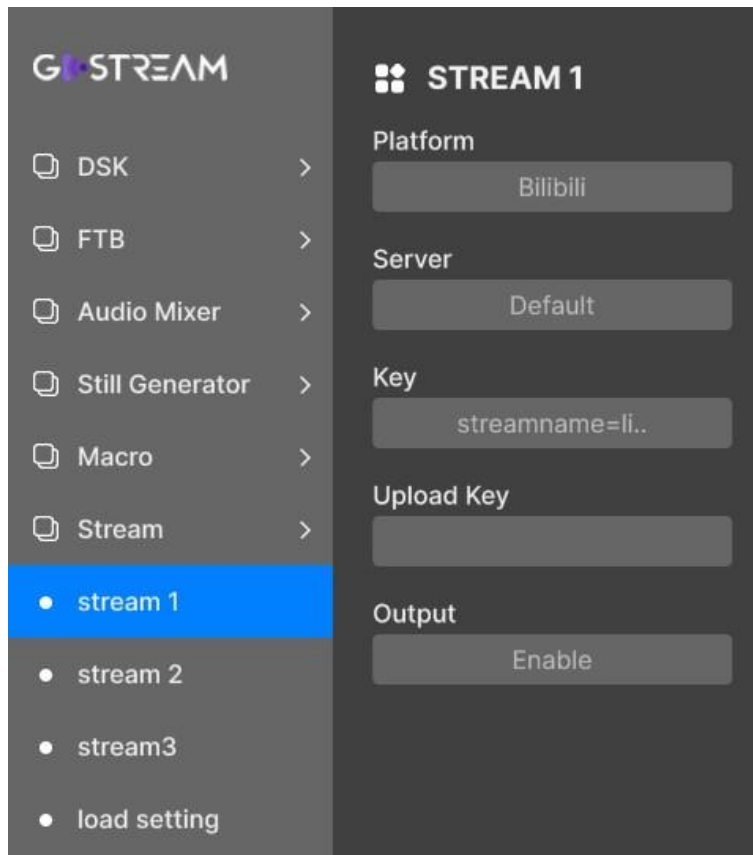 GOSTREAM
DSK
FTB
Audio Mixer
Still Generator
Macro
Stream
stream 1
stream 2
stream3
load setting
STREAM 1
Platform
Bilibili
Server
Default
Key
streamname=li..
Upload Key
Output
Enable